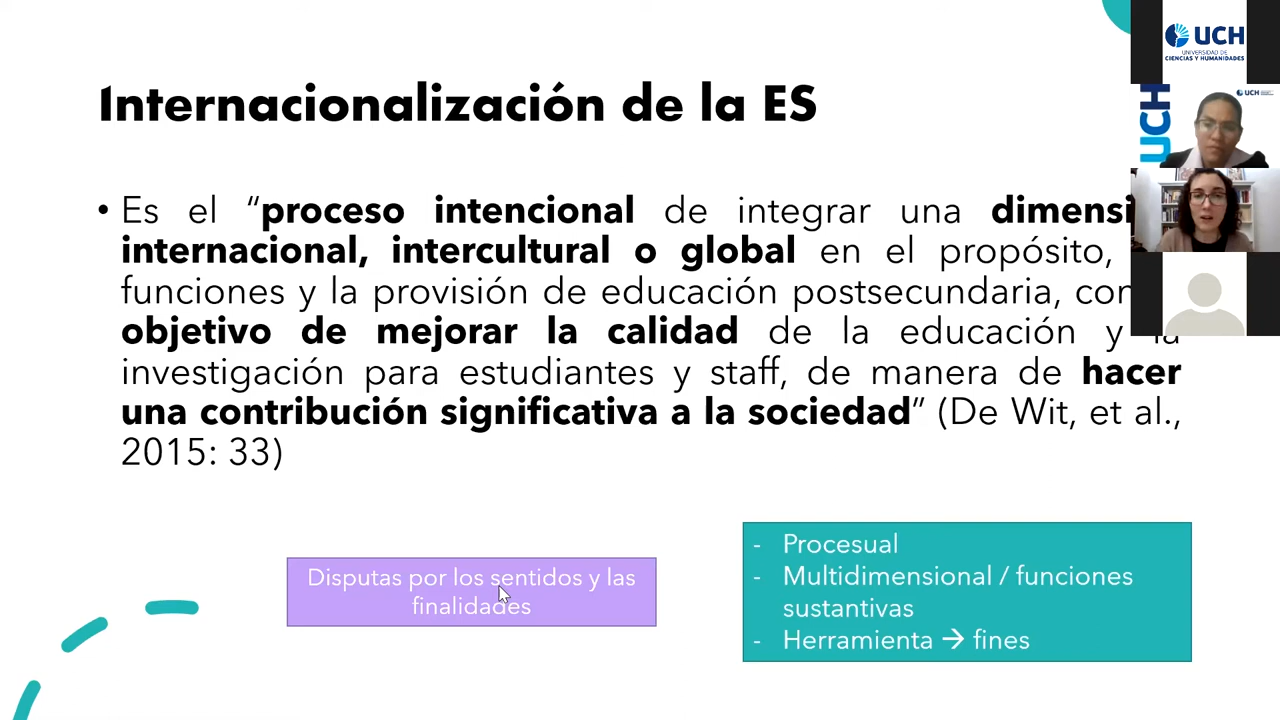 Internacionalización de la ES
• Es el “proceso intencional de integrar una
internacional, intercultural o global en el propósito,
funciones y la provisión de educación postsecundaria,
objetivo de mejorar la calidad de la educación y la
investigación para estudiantes y staff, de manera de hacer
una contribución significativa a la sociedad” (De Wit, et al.,
2015: 33)
Disputas por los sentidos y las
finalidades
- Procesual
- Multidimensional / funciones
sustantivas
- Herramienta → fines
UCH
UNIVERSIDAD DE
CIENCIAS Y HUMANIDADES
UCH
UCH